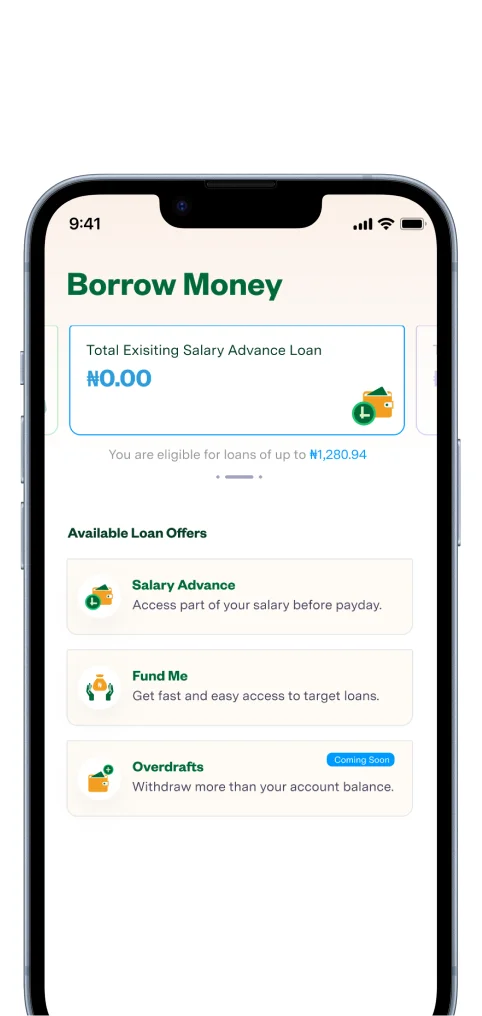 9:41
Borrow Money
Total Exisiting Salary Advance Loan
₦0.00
You are eligible for loans of up to ₦1,280.94
Available Loan Offers
Salary Advance
Access part of your salary before payday.
Fund Me
Get fast and easy access to target loans.
Coming Soon
Overdrafts
Withdraw more than your account balance.